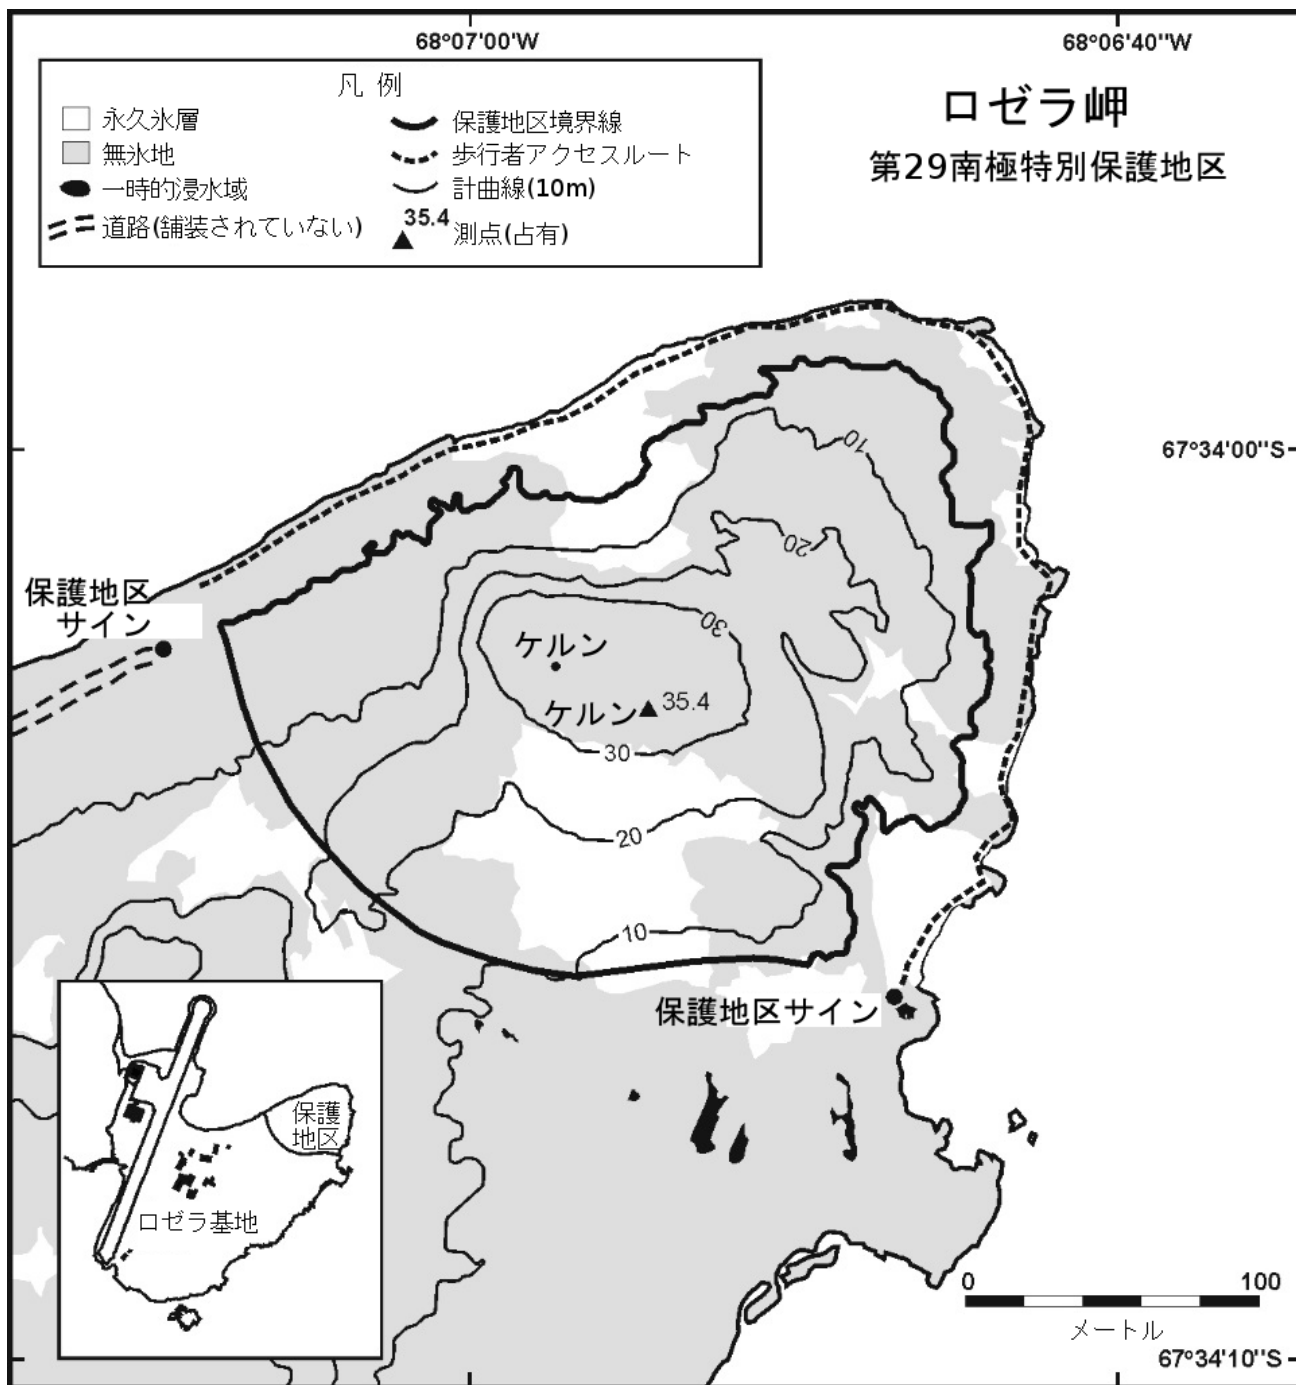 68°07'00'W
68°06'40''W
凡 例
永久氷層
無氷地
一時的浸水域
道路(舗装されていない)
保護地区境界線
歩行者アクセスルート
計曲線(10m)
35.4
測点(占有)
ロゼラ岬
第29南極特別保護地区
67°34'00''S
10
20
30
保護地区
サイン
ケルン
ケルン
35.4
30
20
10
保護地区サイン
保護
地区
ロゼラ基地
0
100
メートル
67°34'10''S